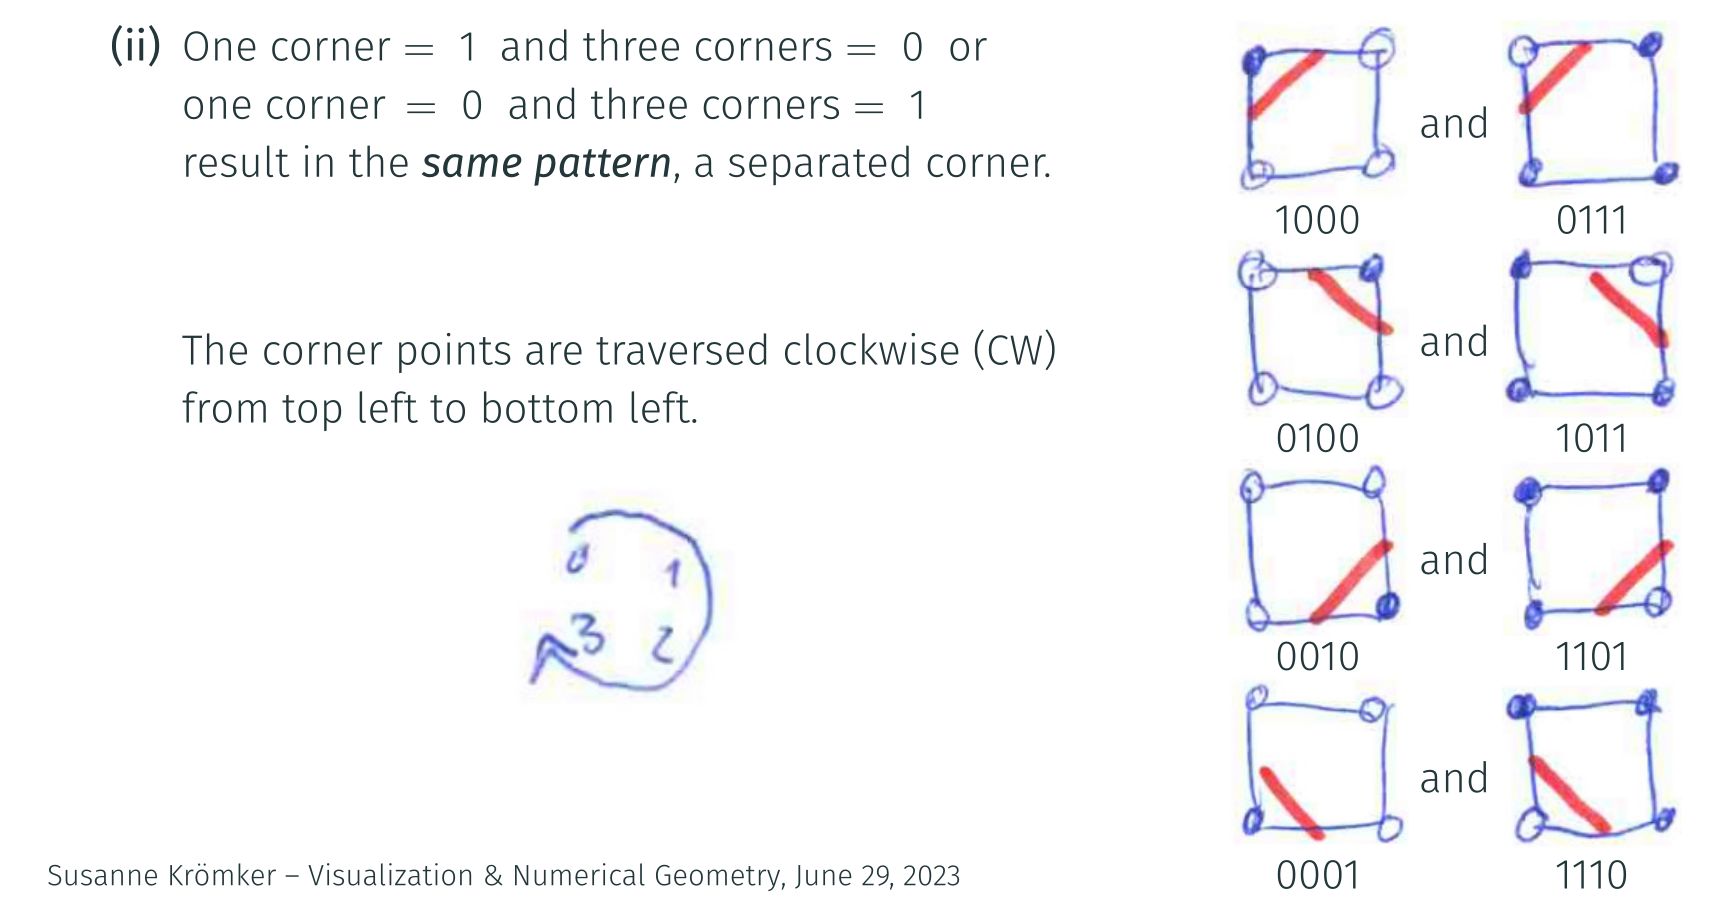 (ii) One corner = 1 and three corners = 0 or
one corner = 0 and three corners = 1
result in the same pattern, a separated corner.
The corner points are traversed clockwise (CW)
from top left to bottom left.
0 1
3 2
and
1000 0111
and
0100 1011
and
0010 1101
and
0001 1110
Susanne Krömker – Visualization & Numerical Geometry, June 29, 2023